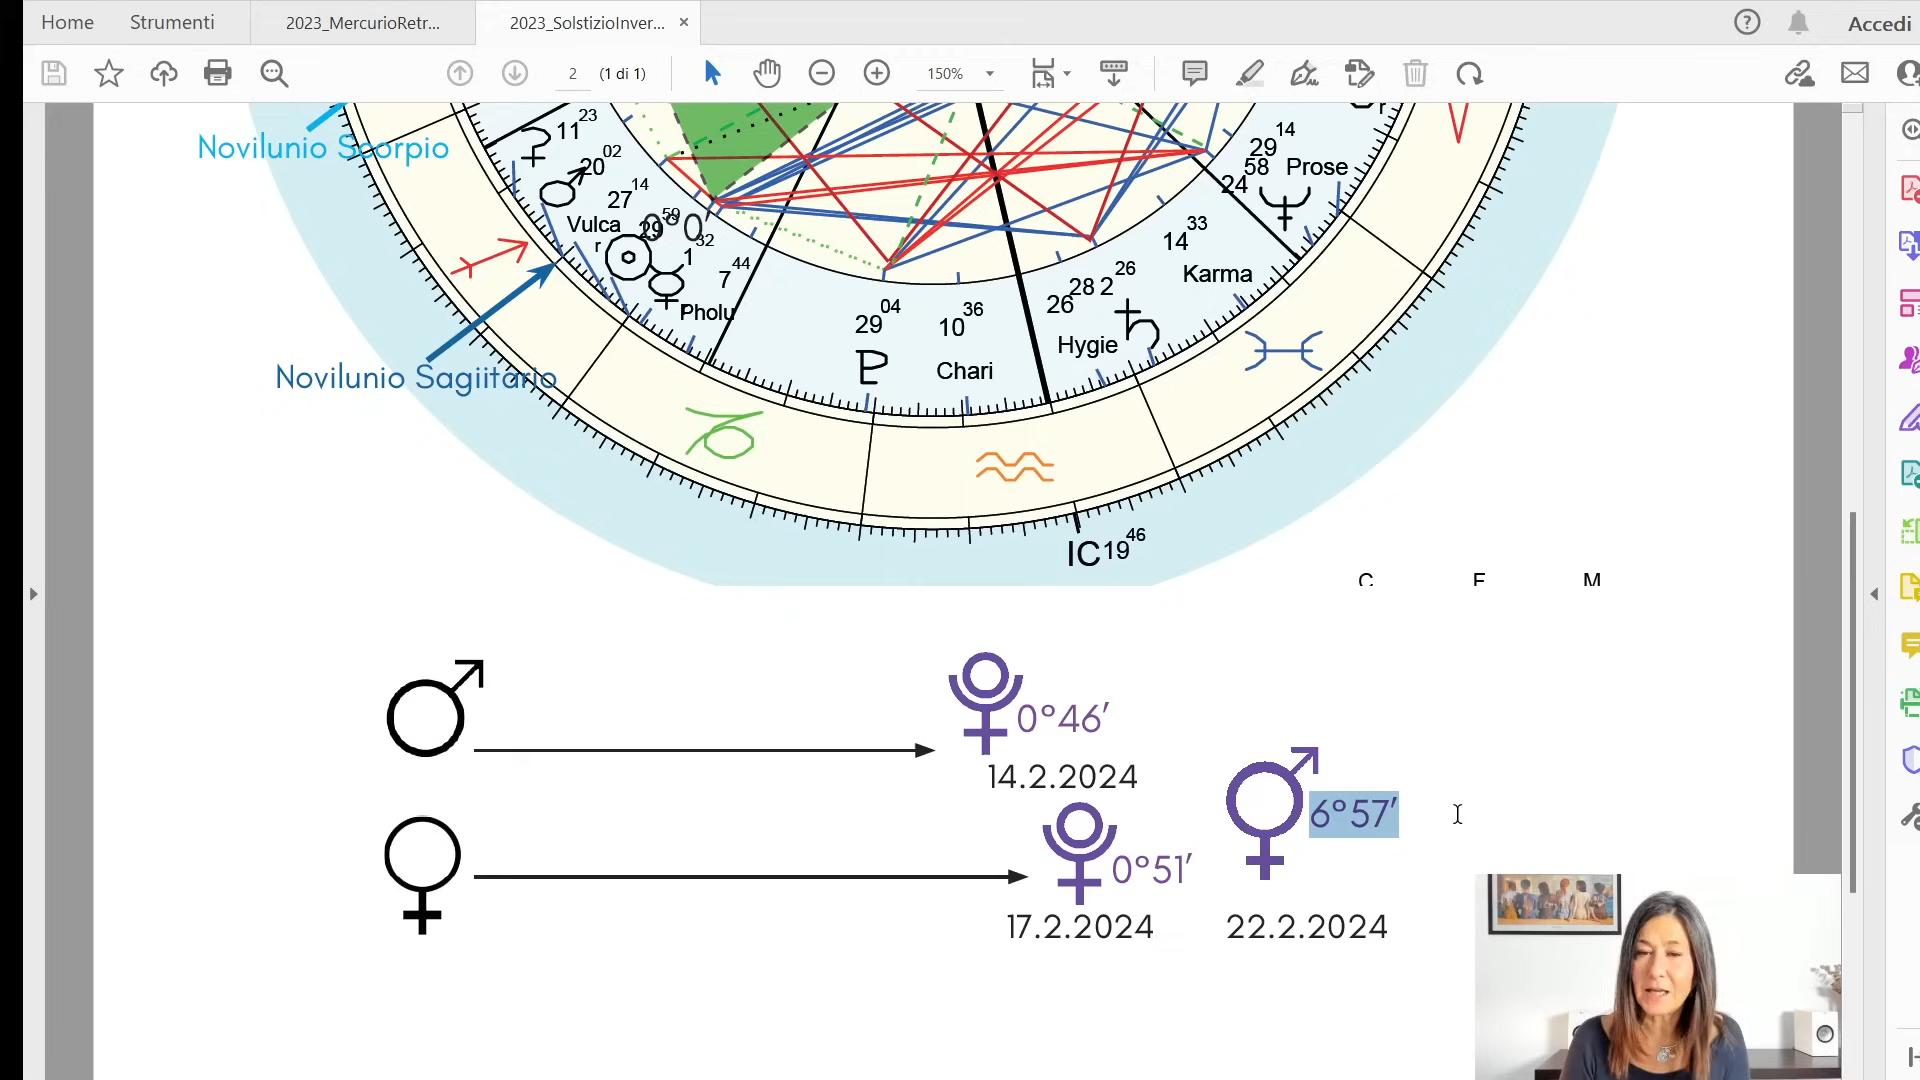 Home Strumenti 2023_MercurioRetr... 2023_SolstizioInver... × ? Accedi
2 (1 di 1) 150%
Novilunio Scorpio
11 23
20 02
27 14
Vulca
r
29 59 0° 0'
1 32
7 44
Pholu
29 04
10 36
Chari
26 28 2 26
Hygie
14 33
Karma
29 14
58 Prose
24
r
Novilunio Sagiitario
IC 19 46
C F M
0°46'
14.2.2024
6°57'
0°51'
17.2.2024 22.2.2024